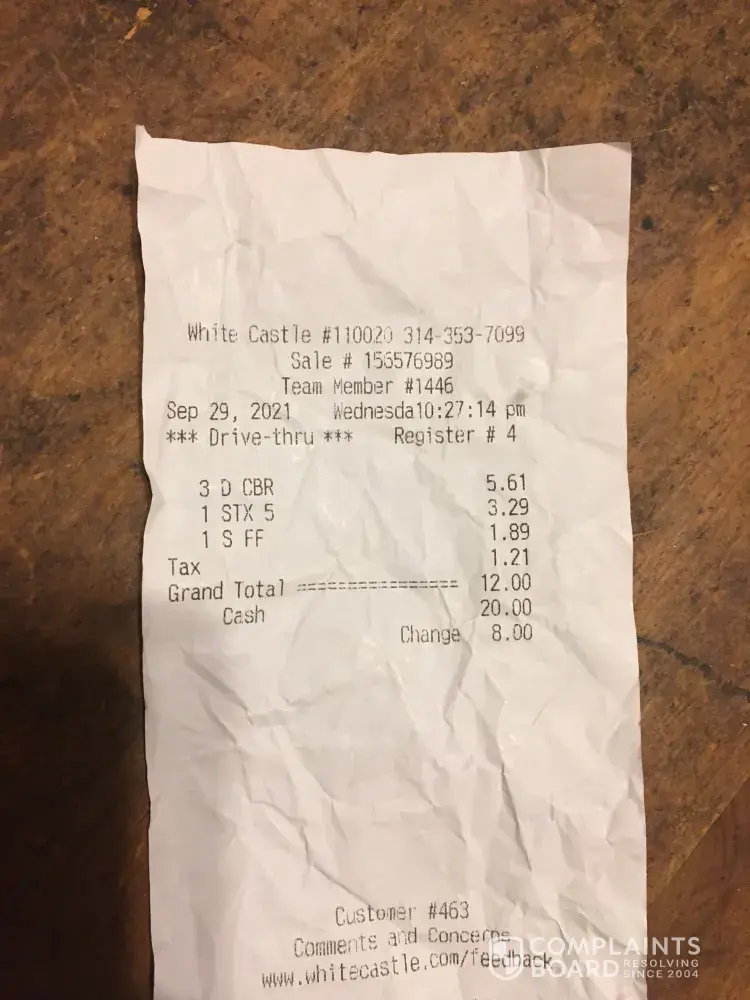 White Castle #110020 314-353-7099
Sale # 156576989
Team Member #1446
Sep 29, 2021 Wednesda10:27:14 pm
*** Drive-thru *** Register # 4
3 D CBR 5.61
1 STX 5 3.29
1 S FF 1.89
Tax 1.21
Grand Total ================ 12.00
Cash 20.00
Change 8.00
Customer #463
Comments and Concerns
www.whitecastle.com/feedback
COMPLAINTS
BOARD RESOLVING SINCE 2004